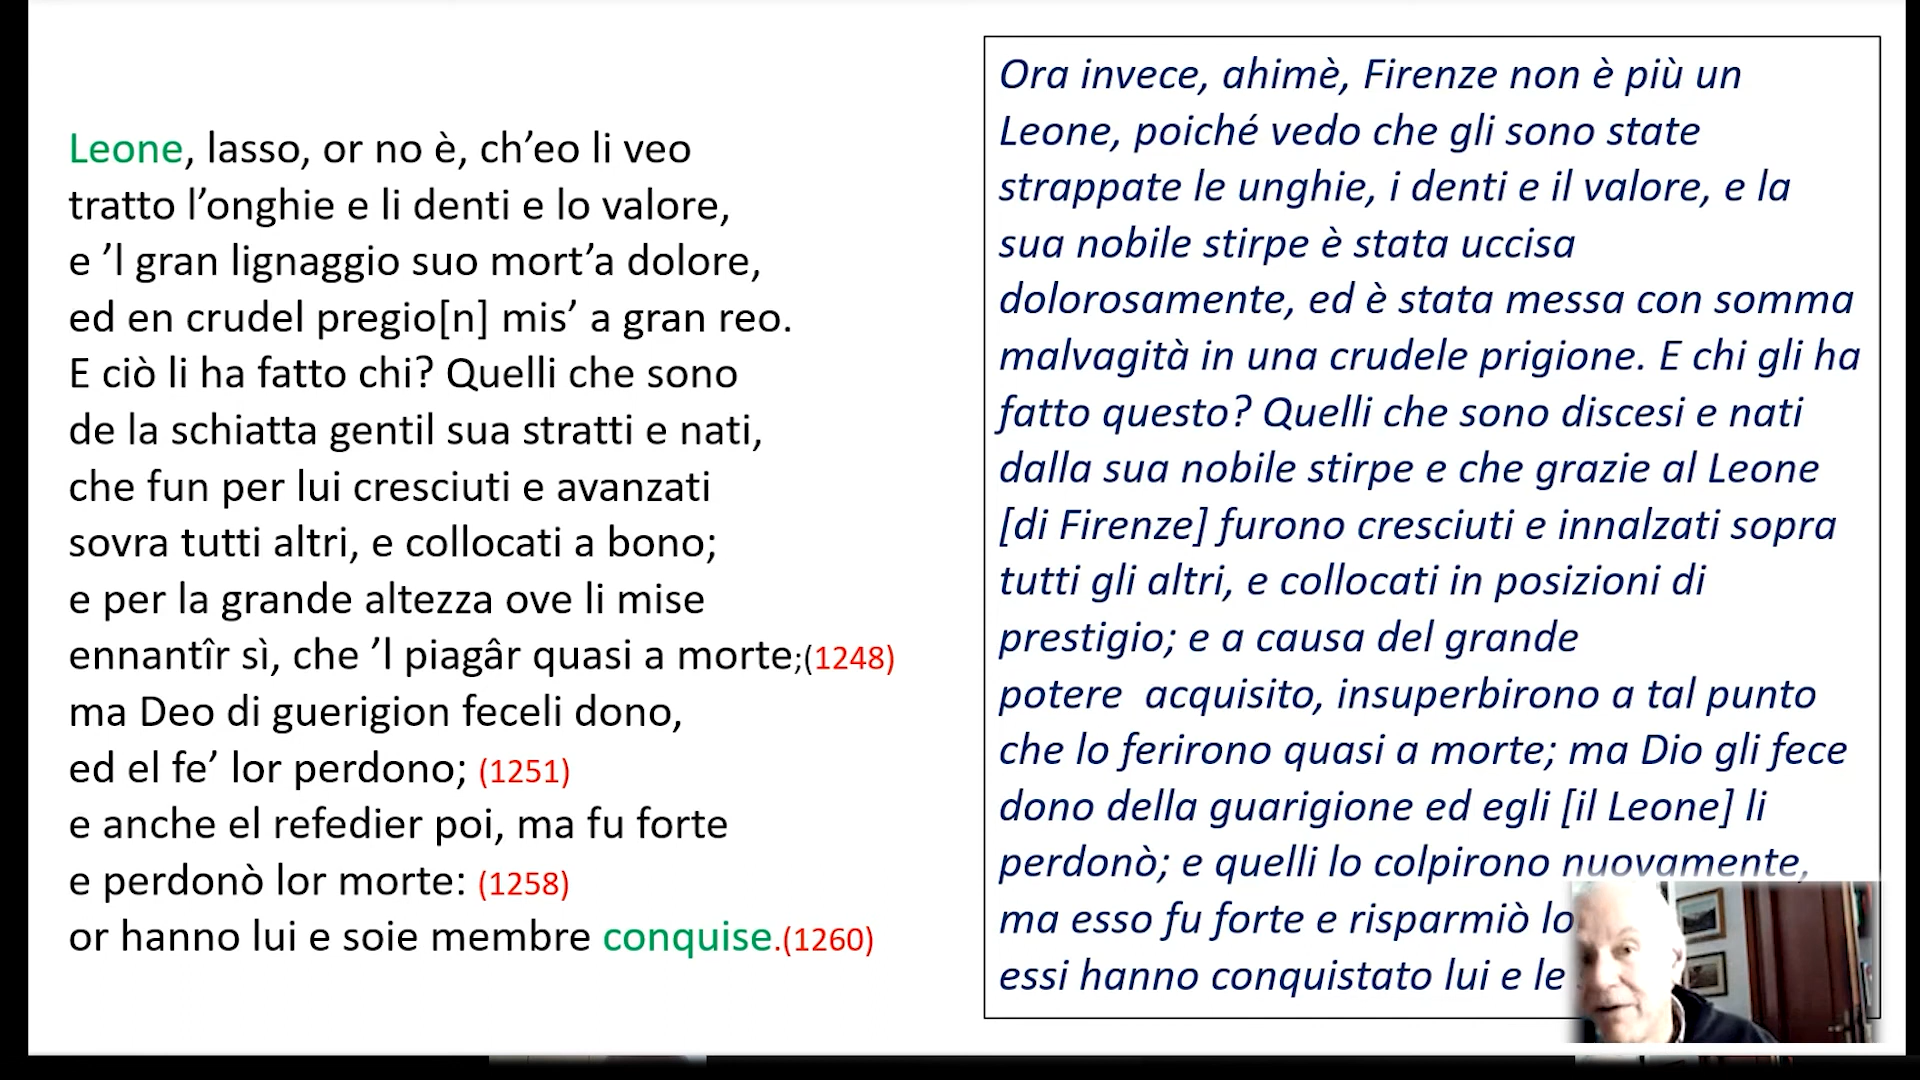 Leone, lasso, or no è, ch’eo li veo
tratto l’onghie e li denti e lo valore,
e ’l gran lignaggio suo mort’a dolore,
ed en crudel pregio[n] mis’ a gran reo.
E ciò li ha fatto chi? Quelli che sono
de la schiatta gentil sua stratti e nati,
che fun per lui cresciuti e avanzati
sovra tutti altri, e collocati a bono;
e per la grande altezza ove li mise
ennantîr sì, che ’l piagâr quasi a morte;(1248)
ma Deo di guerigion feceli dono,
ed el fe’ lor perdono; (1251)
e anche el refedier poi, ma fu forte
e perdonò lor morte: (1258)
or hanno lui e soie membre conquise.(1260)
Ora invece, ahimè, Firenze non è più un
Leone, poiché vedo che gli sono state
strappate le unghie, i denti e il valore, e la
sua nobile stirpe è stata uccisa
dolorosamente, ed è stata messa con somma
malvagità in una crudele prigione. E chi gli ha
fatto questo? Quelli che sono discesi e nati
dalla sua nobile stirpe e che grazie al Leone
[di Firenze] furono cresciuti e innalzati sopra
tutti gli altri, e collocati in posizioni di
prestigio; e a causa del grande
potere  acquisito, insuperbirono a tal punto
che lo ferirono quasi a morte; ma Dio gli fece
dono della guarigione ed egli [il Leone] li
perdonò; e quelli lo colpirono nuovamente,
ma esso fu forte e risparmiò lo
essi hanno conquistato lui e le